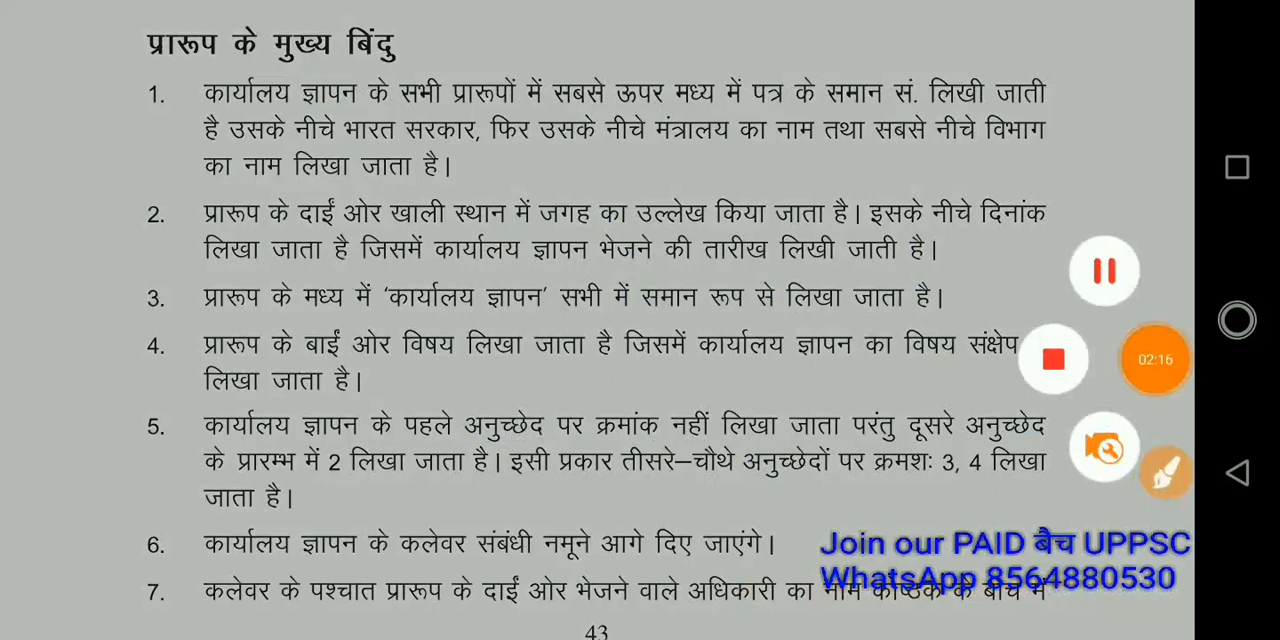 प्रारूप के मुख्य बिंदु
1. कार्यालय ज्ञापन के सभी प्रारूपों में सबसे ऊपर मध्य में पत्र के समान सं. लिखी जाती
है उसके नीचे भारत सरकार, फिर उसके नीचे मंत्रालय का नाम तथा सबसे नीचे विभाग
का नाम लिखा जाता है।
2. प्रारूप के दाईं ओर खाली स्थान में जगह का उल्लेख किया जाता है। इसके नीचे दिनांक
लिखा जाता है जिसमें कार्यालय ज्ञापन भेजने की तारीख लिखी जाती है।
3. प्रारूप के मध्य में ‘कार्यालय ज्ञापन’ सभी में समान रूप से लिखा जाता है।
4. प्रारूप के बाईं ओर विषय लिखा जाता है जिसमें कार्यालय ज्ञापन का विषय संक्षेप
लिखा जाता है।
02:16
5. कार्यालय ज्ञापन के पहले अनुच्छेद पर क्रमांक नहीं लिखा जाता परंतु दूसरे अनुच्छेद
के प्रारम्भ में 2 लिखा जाता है। इसी प्रकार तीसरे–चौथे अनुच्छेदों पर क्रमशः 3, 4 लिखा
जाता है।
6. कार्यालय ज्ञापन के कलेवर संबंधी नमूने आगे दिए जाएंगे।
Join our PAID बैच UPPSC
WhatsApp 8564880530
7. कलेवर के पश्चात प्रारूप के दाईं ओर भेजने वाले अधिकारी का नाम कोष्ठक के बीच में
43